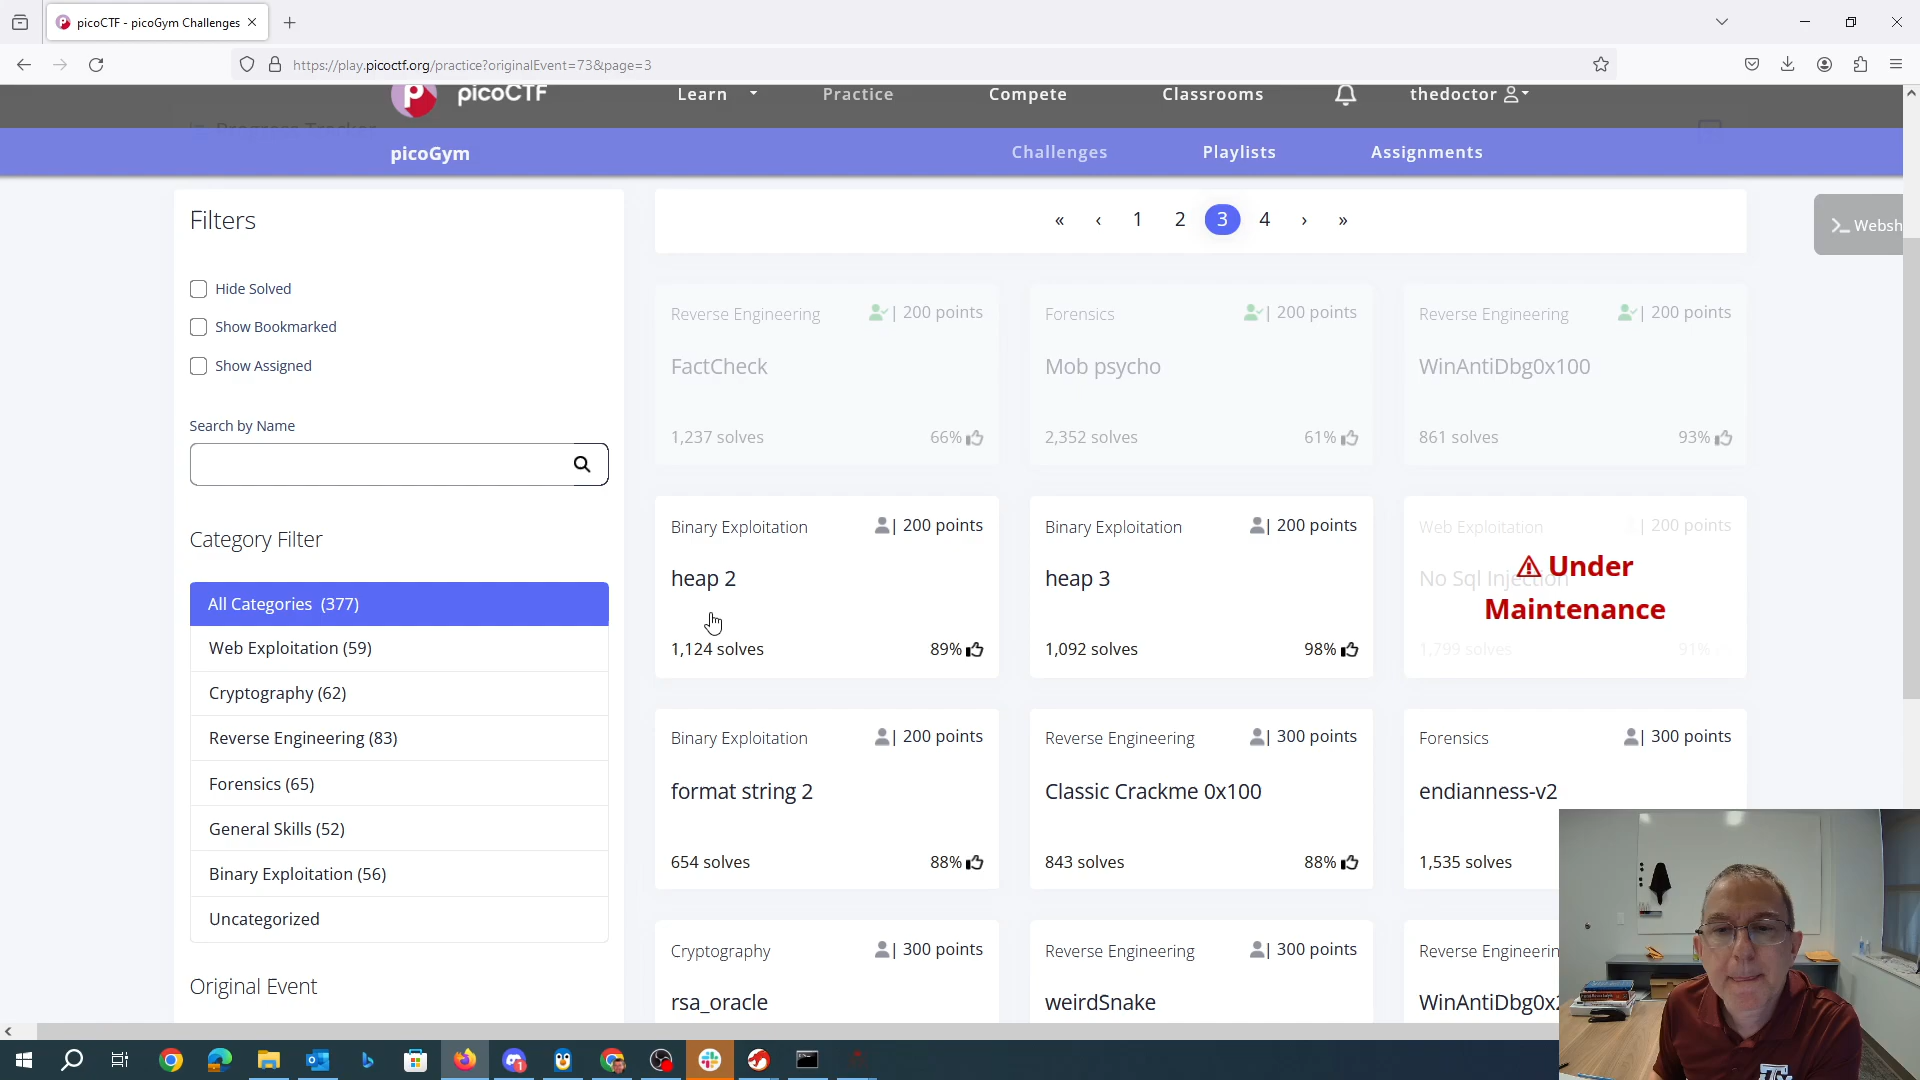 picoCTF - picoGym Challenges
https://play.picoctf.org/practice?originalEvent=73&page=3
picoCTF
Learn
Practice
Compete
Classrooms
thedoctor
Progress Tracker
picoGym
Challenges
Playlists
Assignments
Filters
Hide Solved
Show Bookmarked
Show Assigned
Search by Name
Category Filter
All Categories (377)
Web Exploitation (59)
Cryptography (62)
Reverse Engineering (83)
Forensics (65)
General Skills (52)
Binary Exploitation (56)
Uncategorized
Original Event
« ‹ 1 2 3 4 › »
Websh
Reverse Engineering | 200 points
FactCheck
1,237 solves 66%
Forensics | 200 points
Mob psycho
2,352 solves 61%
Reverse Engineering | 200 points
WinAntiDbg0x100
861 solves 93%
Binary Exploitation | 200 points
heap 2
1,124 solves 89%
Binary Exploitation | 200 points
heap 3
1,092 solves 98%
Web Exploitation | 200 points
No Sql Injection
Under
Maintenance
1,799 solves 91%
Binary Exploitation | 200 points
format string 2
654 solves 88%
Reverse Engineering | 300 points
Classic Crackme 0x100
843 solves 88%
Forensics | 300 points
endianness-v2
1,535 solves
Cryptography | 300 points
rsa_oracle
Reverse Engineering | 300 points
weirdSnake
Reverse Engineerin
WinAntiDbg0x